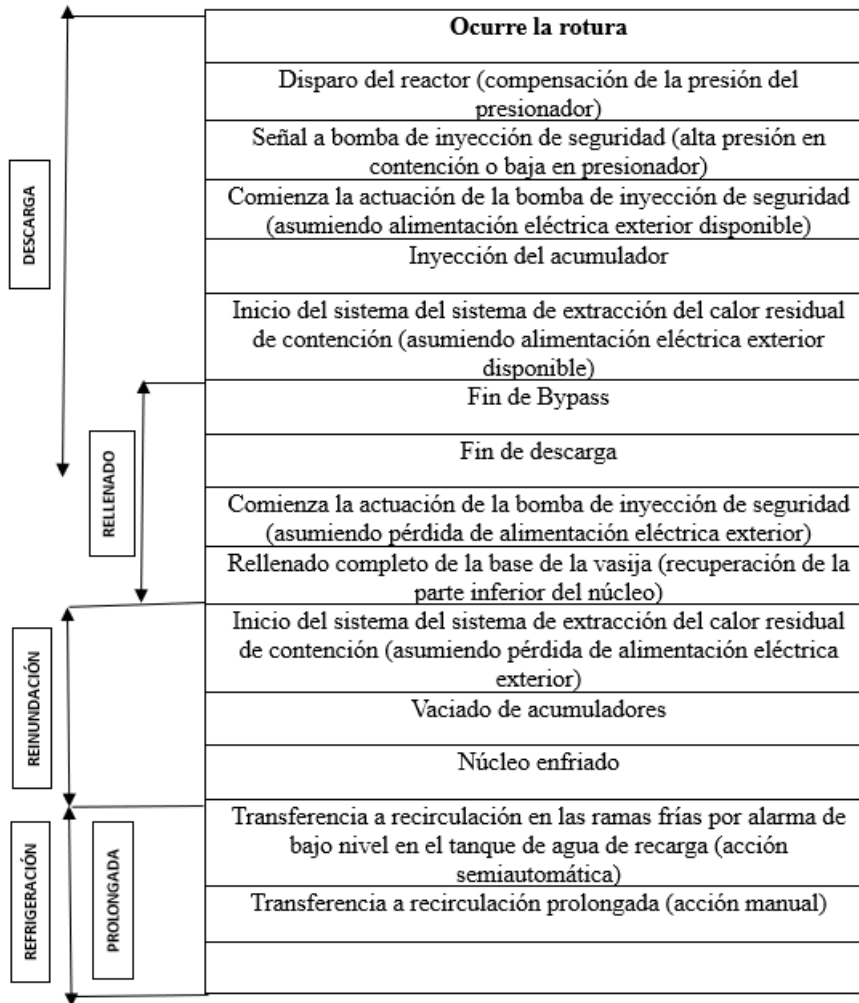 Ocurre la rotura
Disparo del reactor (compensación de la presión del
presionador)
Señal a bomba de inyección de seguridad (alta presión en
contención o baja en presionador)
Comienza la actuación de la bomba de inyección de seguridad
(asumiendo alimentación eléctrica exterior disponible)
Inyección del acumulador
Inicio del sistema del sistema de extracción del calor residual
de contención (asumiendo alimentación eléctrica exterior
disponible)
DESCARGA
Fin de Bypass
Fin de descarga
Comienza la actuación de la bomba de inyección de seguridad
(asumiendo pérdida de alimentación eléctrica exterior)
Rellenado completo de la base de la vasija (recuperación de la
parte inferior del núcleo)
RELLENADO
Inicio del sistema del sistema de extracción del calor residual
de contención (asumiendo pérdida de alimentación eléctrica
exterior)
Vaciado de acumuladores
Núcleo enfriado
REINUNDACIÓN
Transferencia a recirculación en las ramas frías por alarma de
bajo nivel en el tanque de agua de recarga (acción
semiautomática)
Transferencia a recirculación prolongada (acción manual)
REFRIGERACIÓN
PROLONGADA